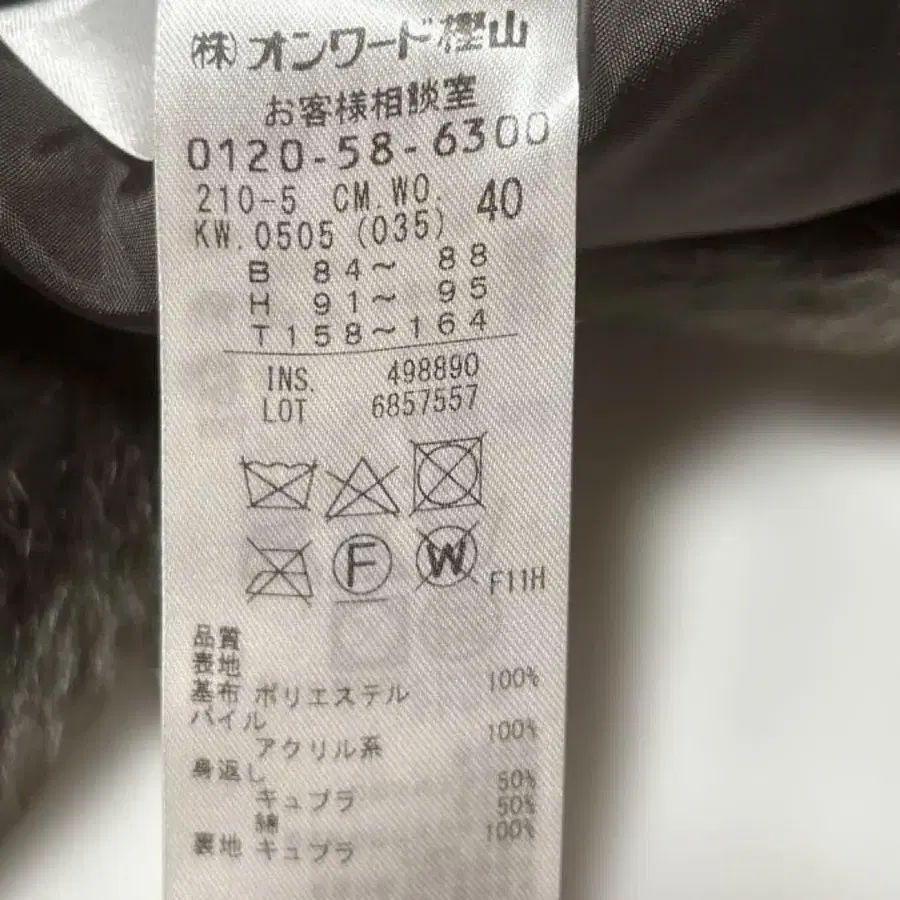 ㈱オンワード樫山
お客様相談室
0120-58-6300
210-5 CM.WO. 40
KW.0505 (035)
B 84~ 88
H 91~ 95
T158~164
INS. 498890
LOT 6857557
F W F11H
品質
表地
基布 ポリエステル 100%
パイル
アクリル系 100%
身返し
キュプラ 50%
綿 50%
裏地 キュプラ 100%